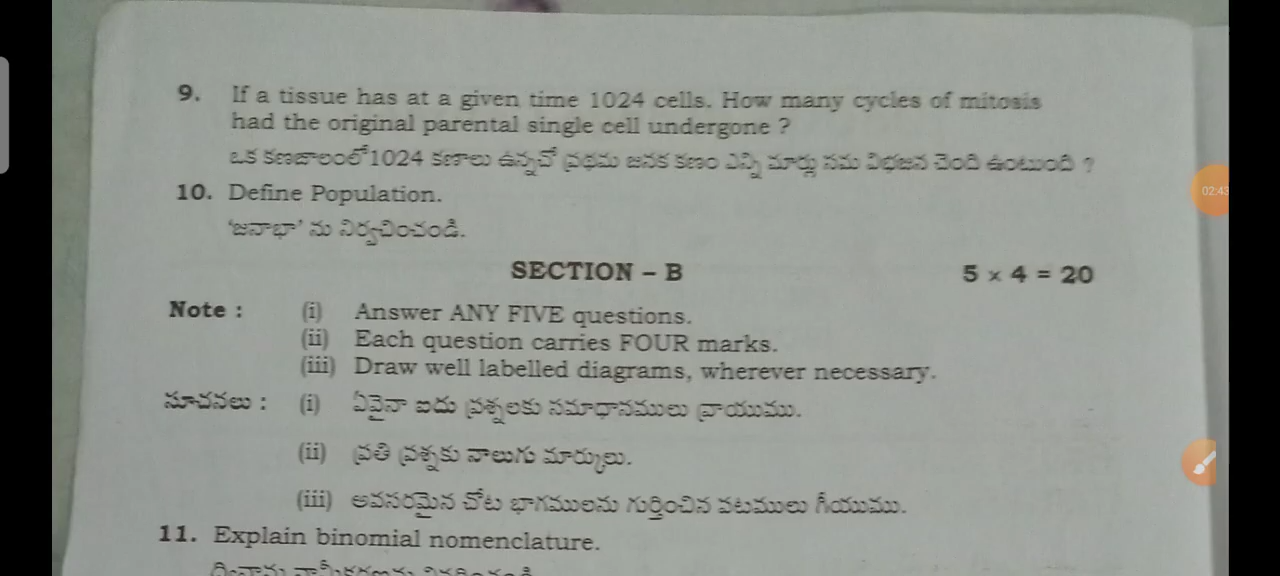 9. If a tissue has at a given time 1024 cells. How many cycles of mitosis
had the original parental single cell undergone ?
ఒక కణజాలంలో 1024 కణాలు ఉన్నచో ప్రథమ జనక కణం ఎన్ని మార్లు సమ విభజన చెంది ఉంటుంది ?
10. Define Population.
'జనాభా' ను నిర్వచించండి.
SECTION – B 5 × 4 = 20
Note : (i) Answer ANY FIVE questions.
(ii) Each question carries FOUR marks.
(iii) Draw well labelled diagrams, wherever necessary.
సూచనలు : (i) ఏవైనా ఐదు ప్రశ్నలకు సమాధానములు వ్రాయుము.
(ii) ప్రతి ప్రశ్నకు నాలుగు మార్కులు.
(iii) అవసరమైన చోట భాగములను గుర్తించిన పటములు గీయుము.
11. Explain binomial nomenclature.
02:43